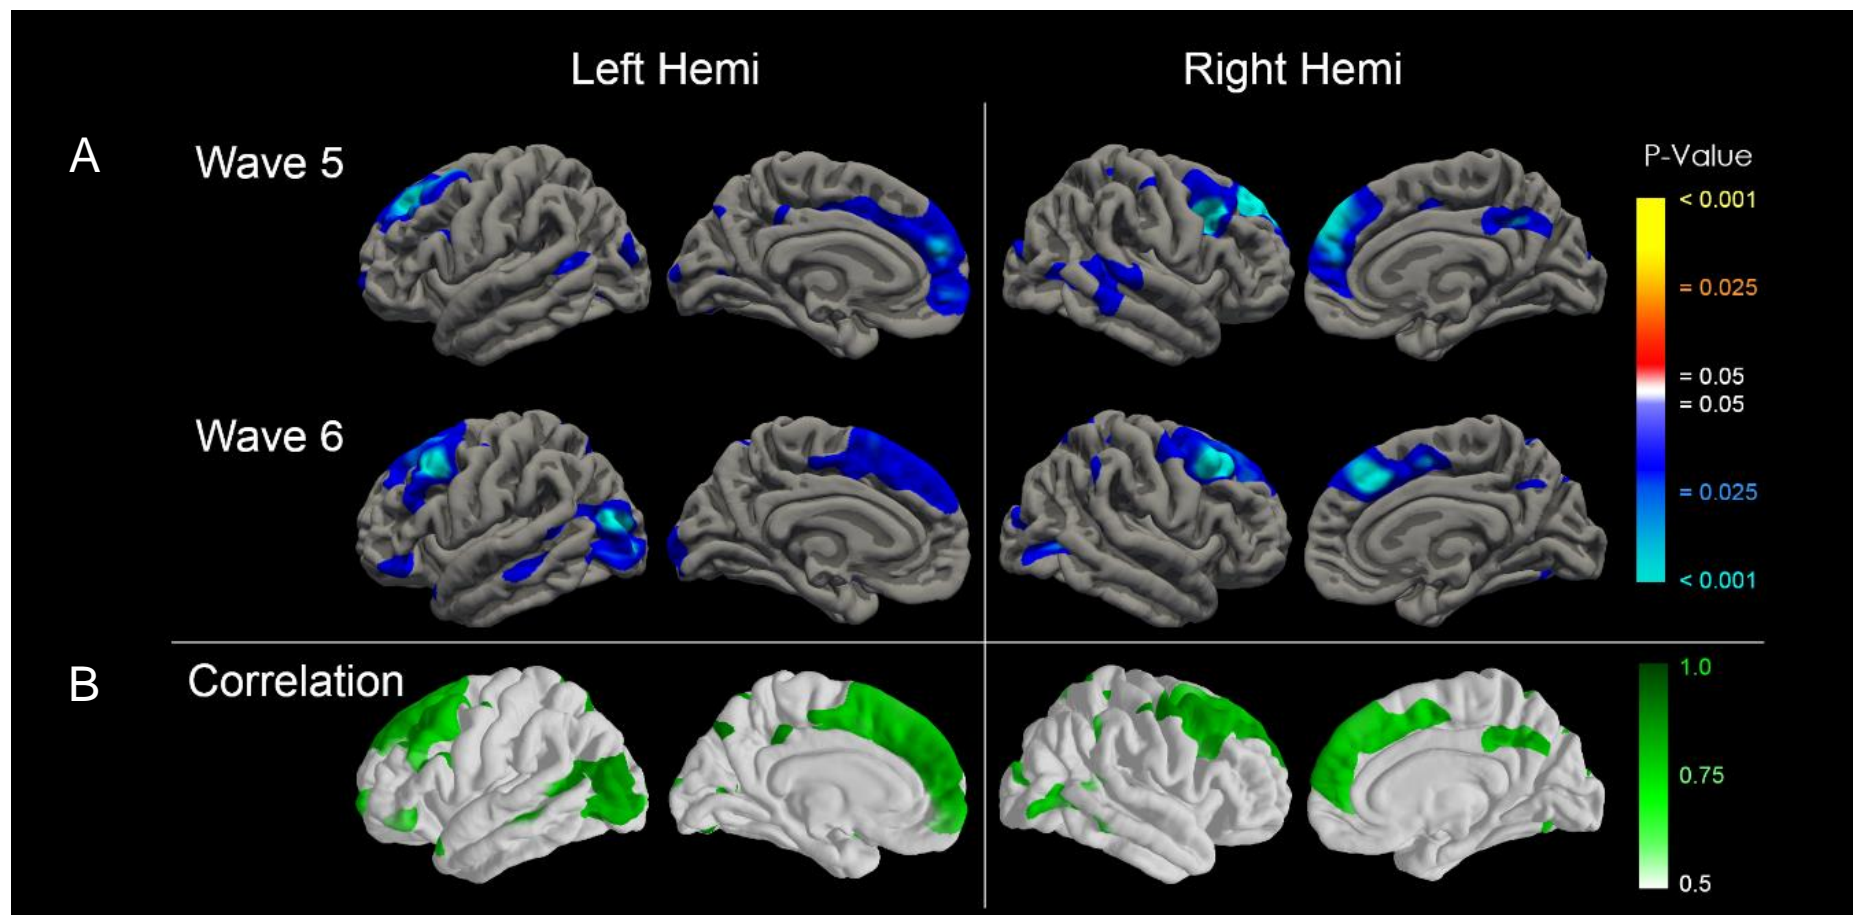 Left Hemi
Right Hemi
A
Wave 5
P-Value
< 0.001
= 0.025
= 0.05
= 0.05
Wave 6
= 0.025
< 0.001
B
Correlation
1.0
0.75
0.5